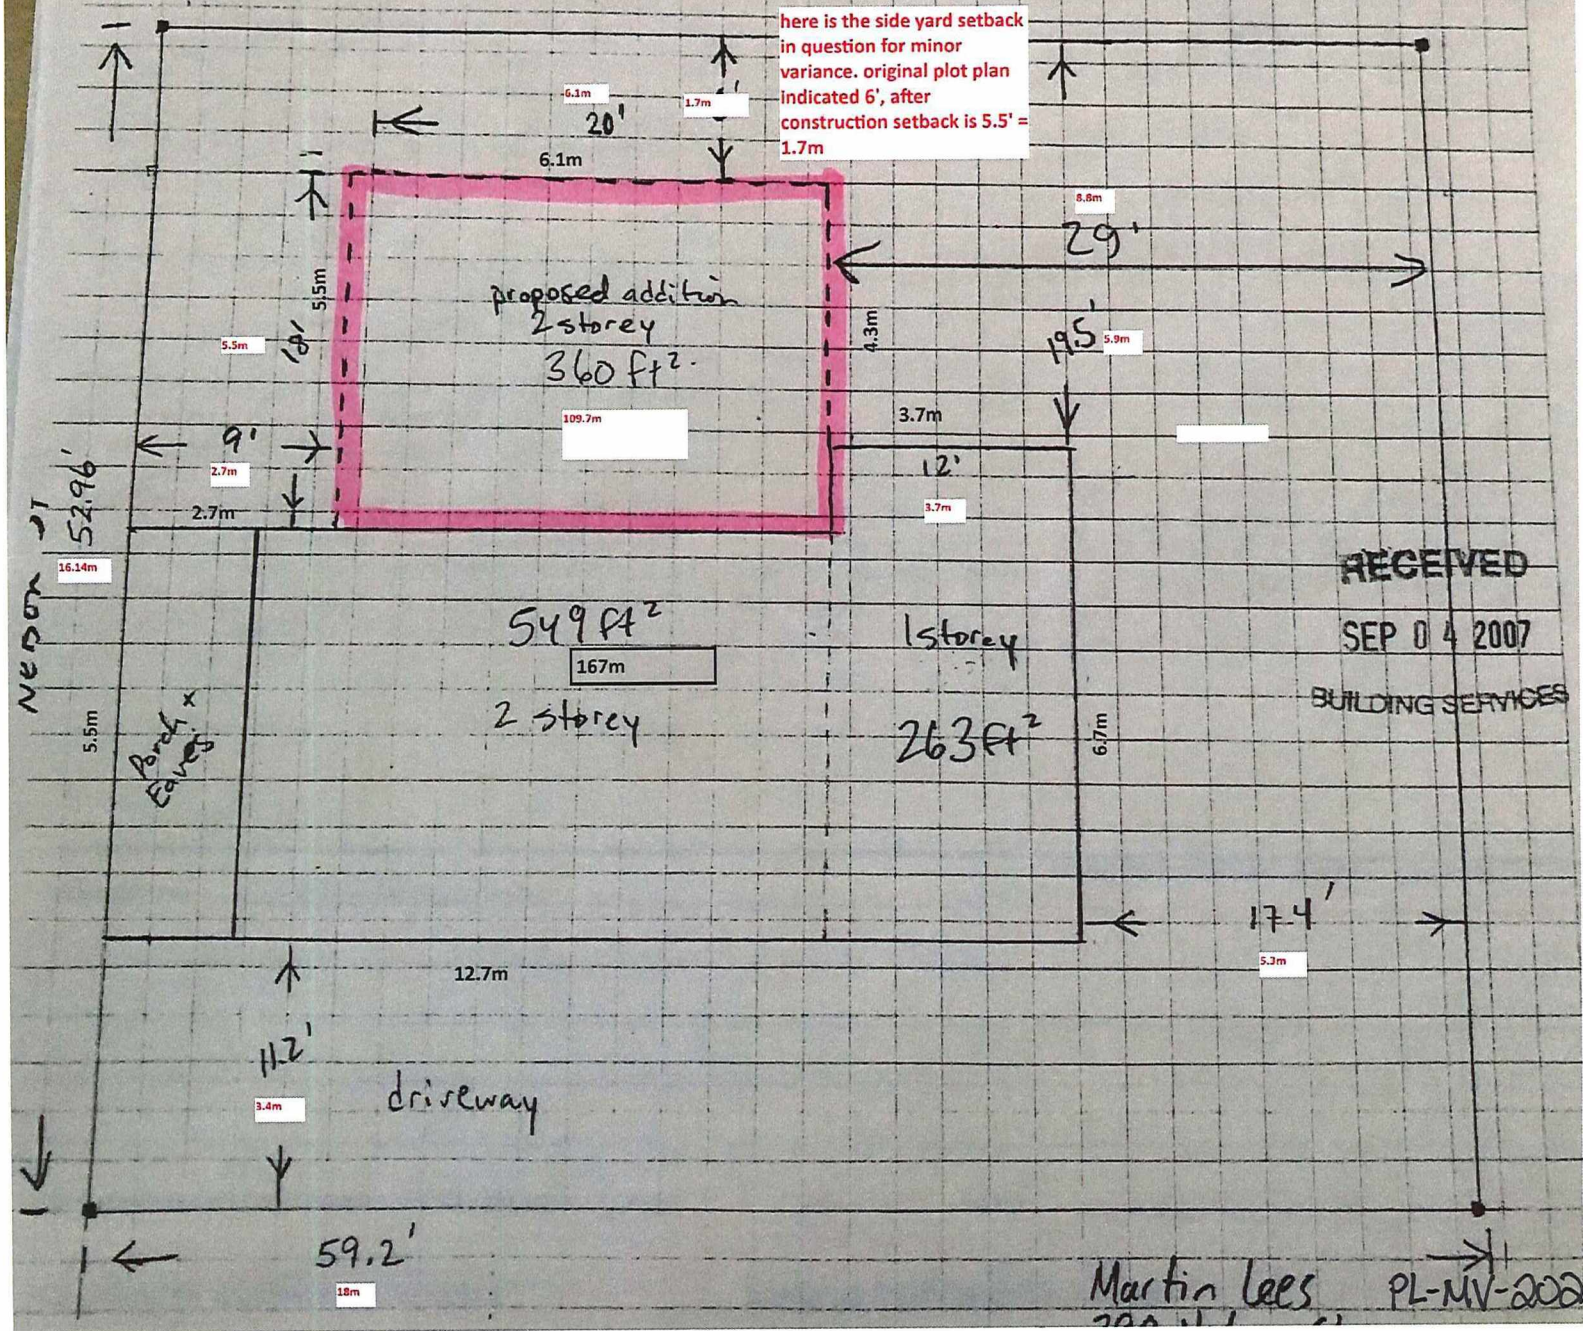 here is the side yard setback
in question for minor
variance. original plot plan
indicated 6', after
construction setback is 5.5' =
1.7m
6.1m
1.7m
20'
6.1m
8.8m
29'
5.5m
proposed addition
2 storey
360 ft².
109.7m
18'
5.5m
4.3m
19.5'
5.9m
3.7m
12'
3.7m
9'
2.7m
2.7m
52.96'
16.14m
RECEIVED
SEP 04 2007
BUILDING SERVICES
549 ft²
167m
2 storey
1 storey
263 ft²
6.7m
5.5m
Porch
Eaves
17.4'
5.3m
12.7m
11.2'
3.4m
driveway
59.2'
18m
Martin Lees
PL-MV-202